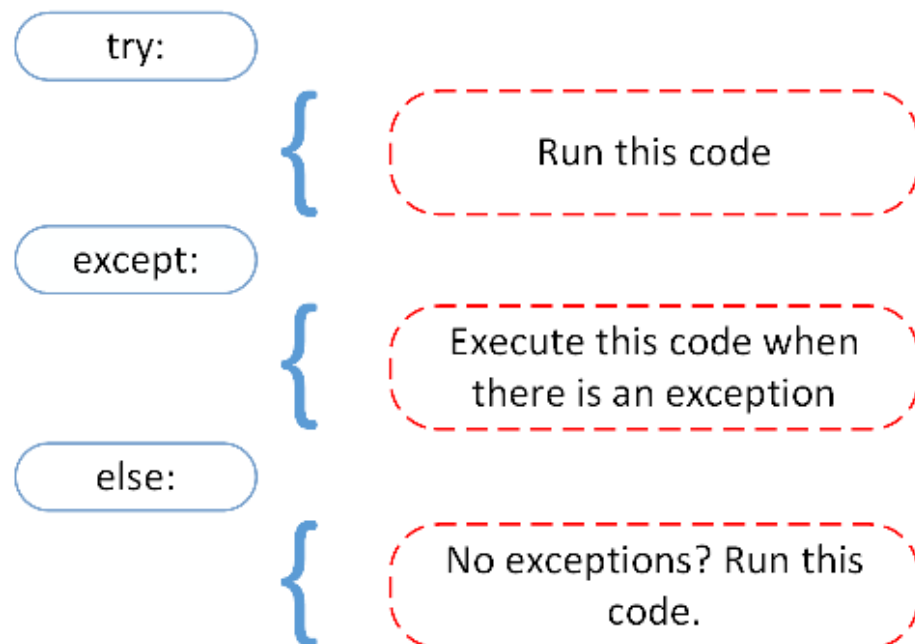 try:
Run this code
except:
Execute this code when
there is an exception
else:
No exceptions? Run this
code.